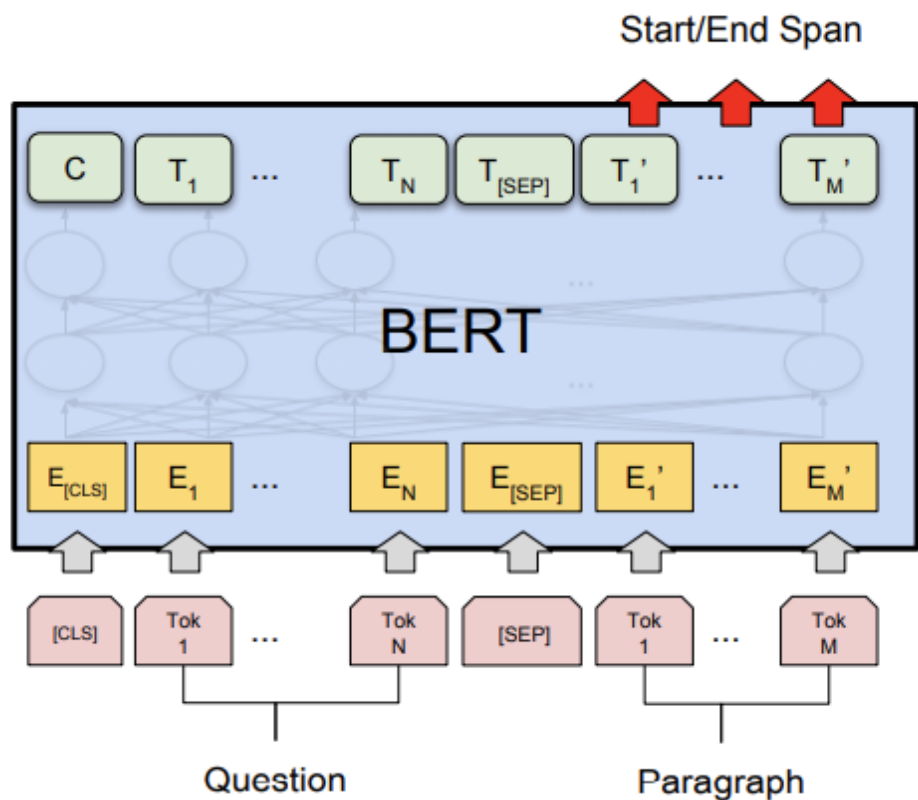 Start/End Span
C T1 ... TN T[SEP] T1’ ... TM’
...
BERT
...
E[CLS] E1 ... EN E[SEP] E1’ ... EM’
[CLS] Tok 1 ... Tok N [SEP] Tok 1 ... Tok M
Question Paragraph